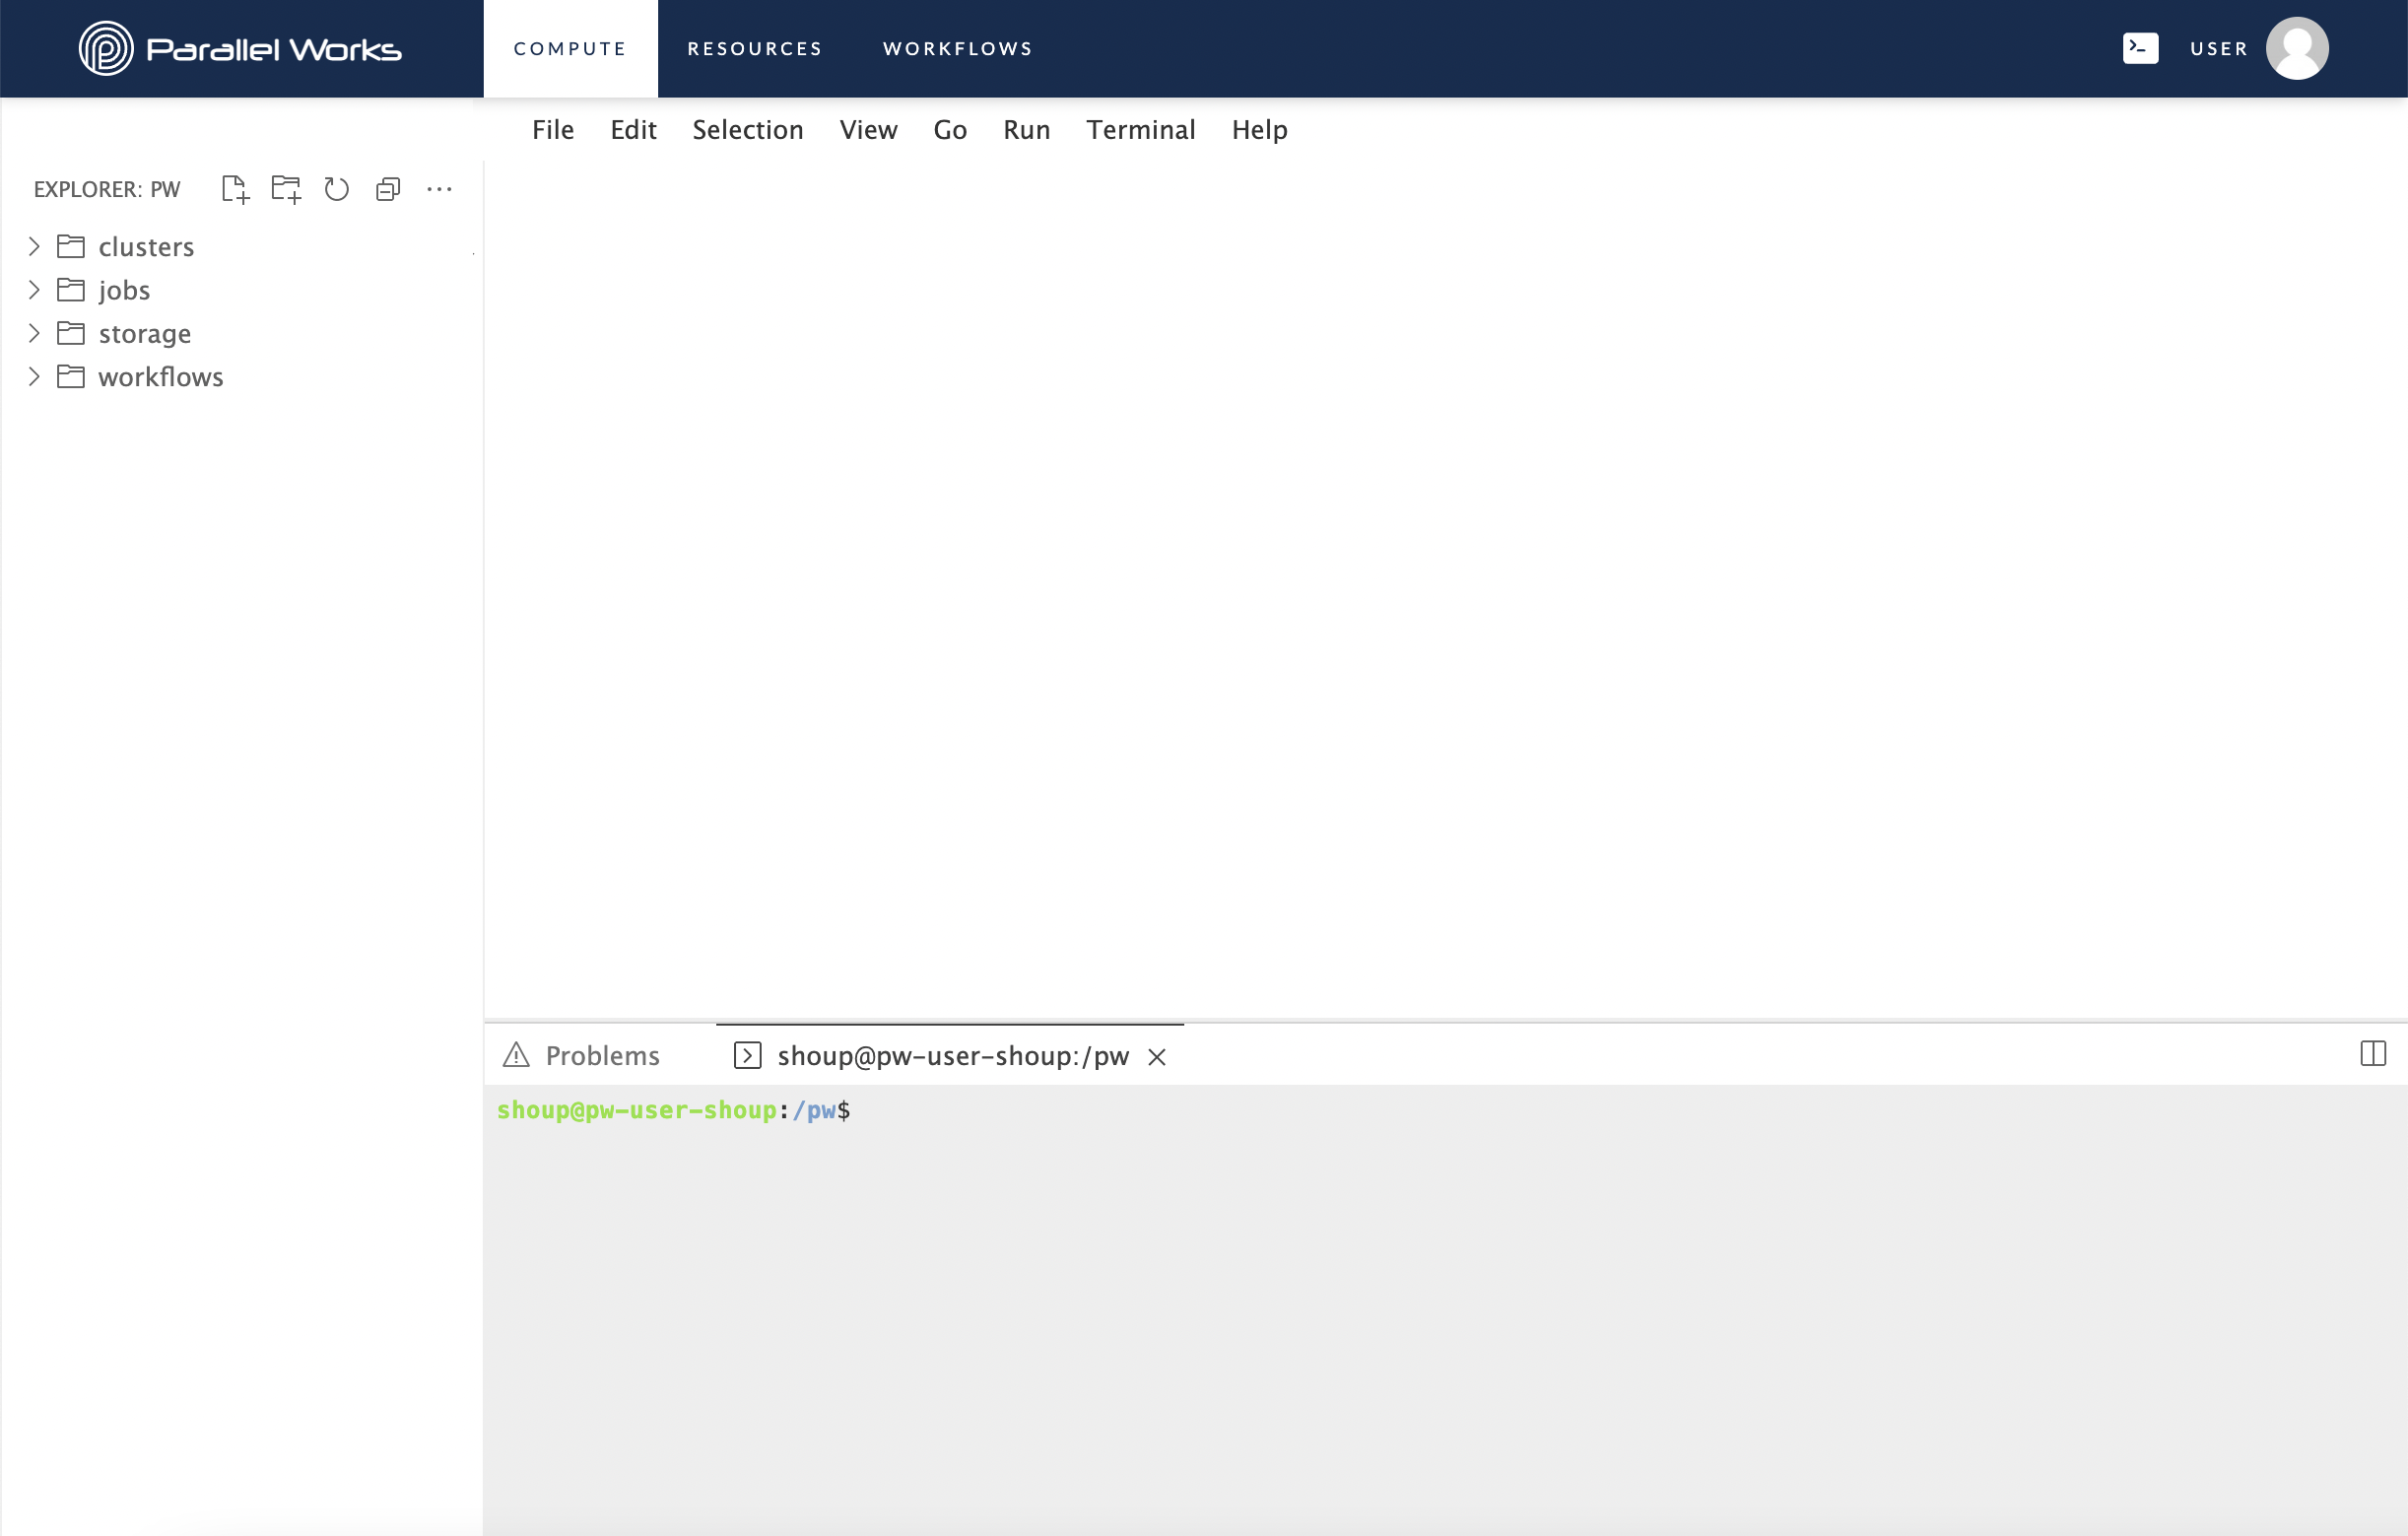 Parallel Works COMPUTE RESOURCES WORKFLOWS USER
File Edit Selection View Go Run Terminal Help
EXPLORER: PW
clusters
jobs
storage
workflows
Problems shoup@pw-user-shoup:/pw
shoup@pw-user-shoup:/pw$